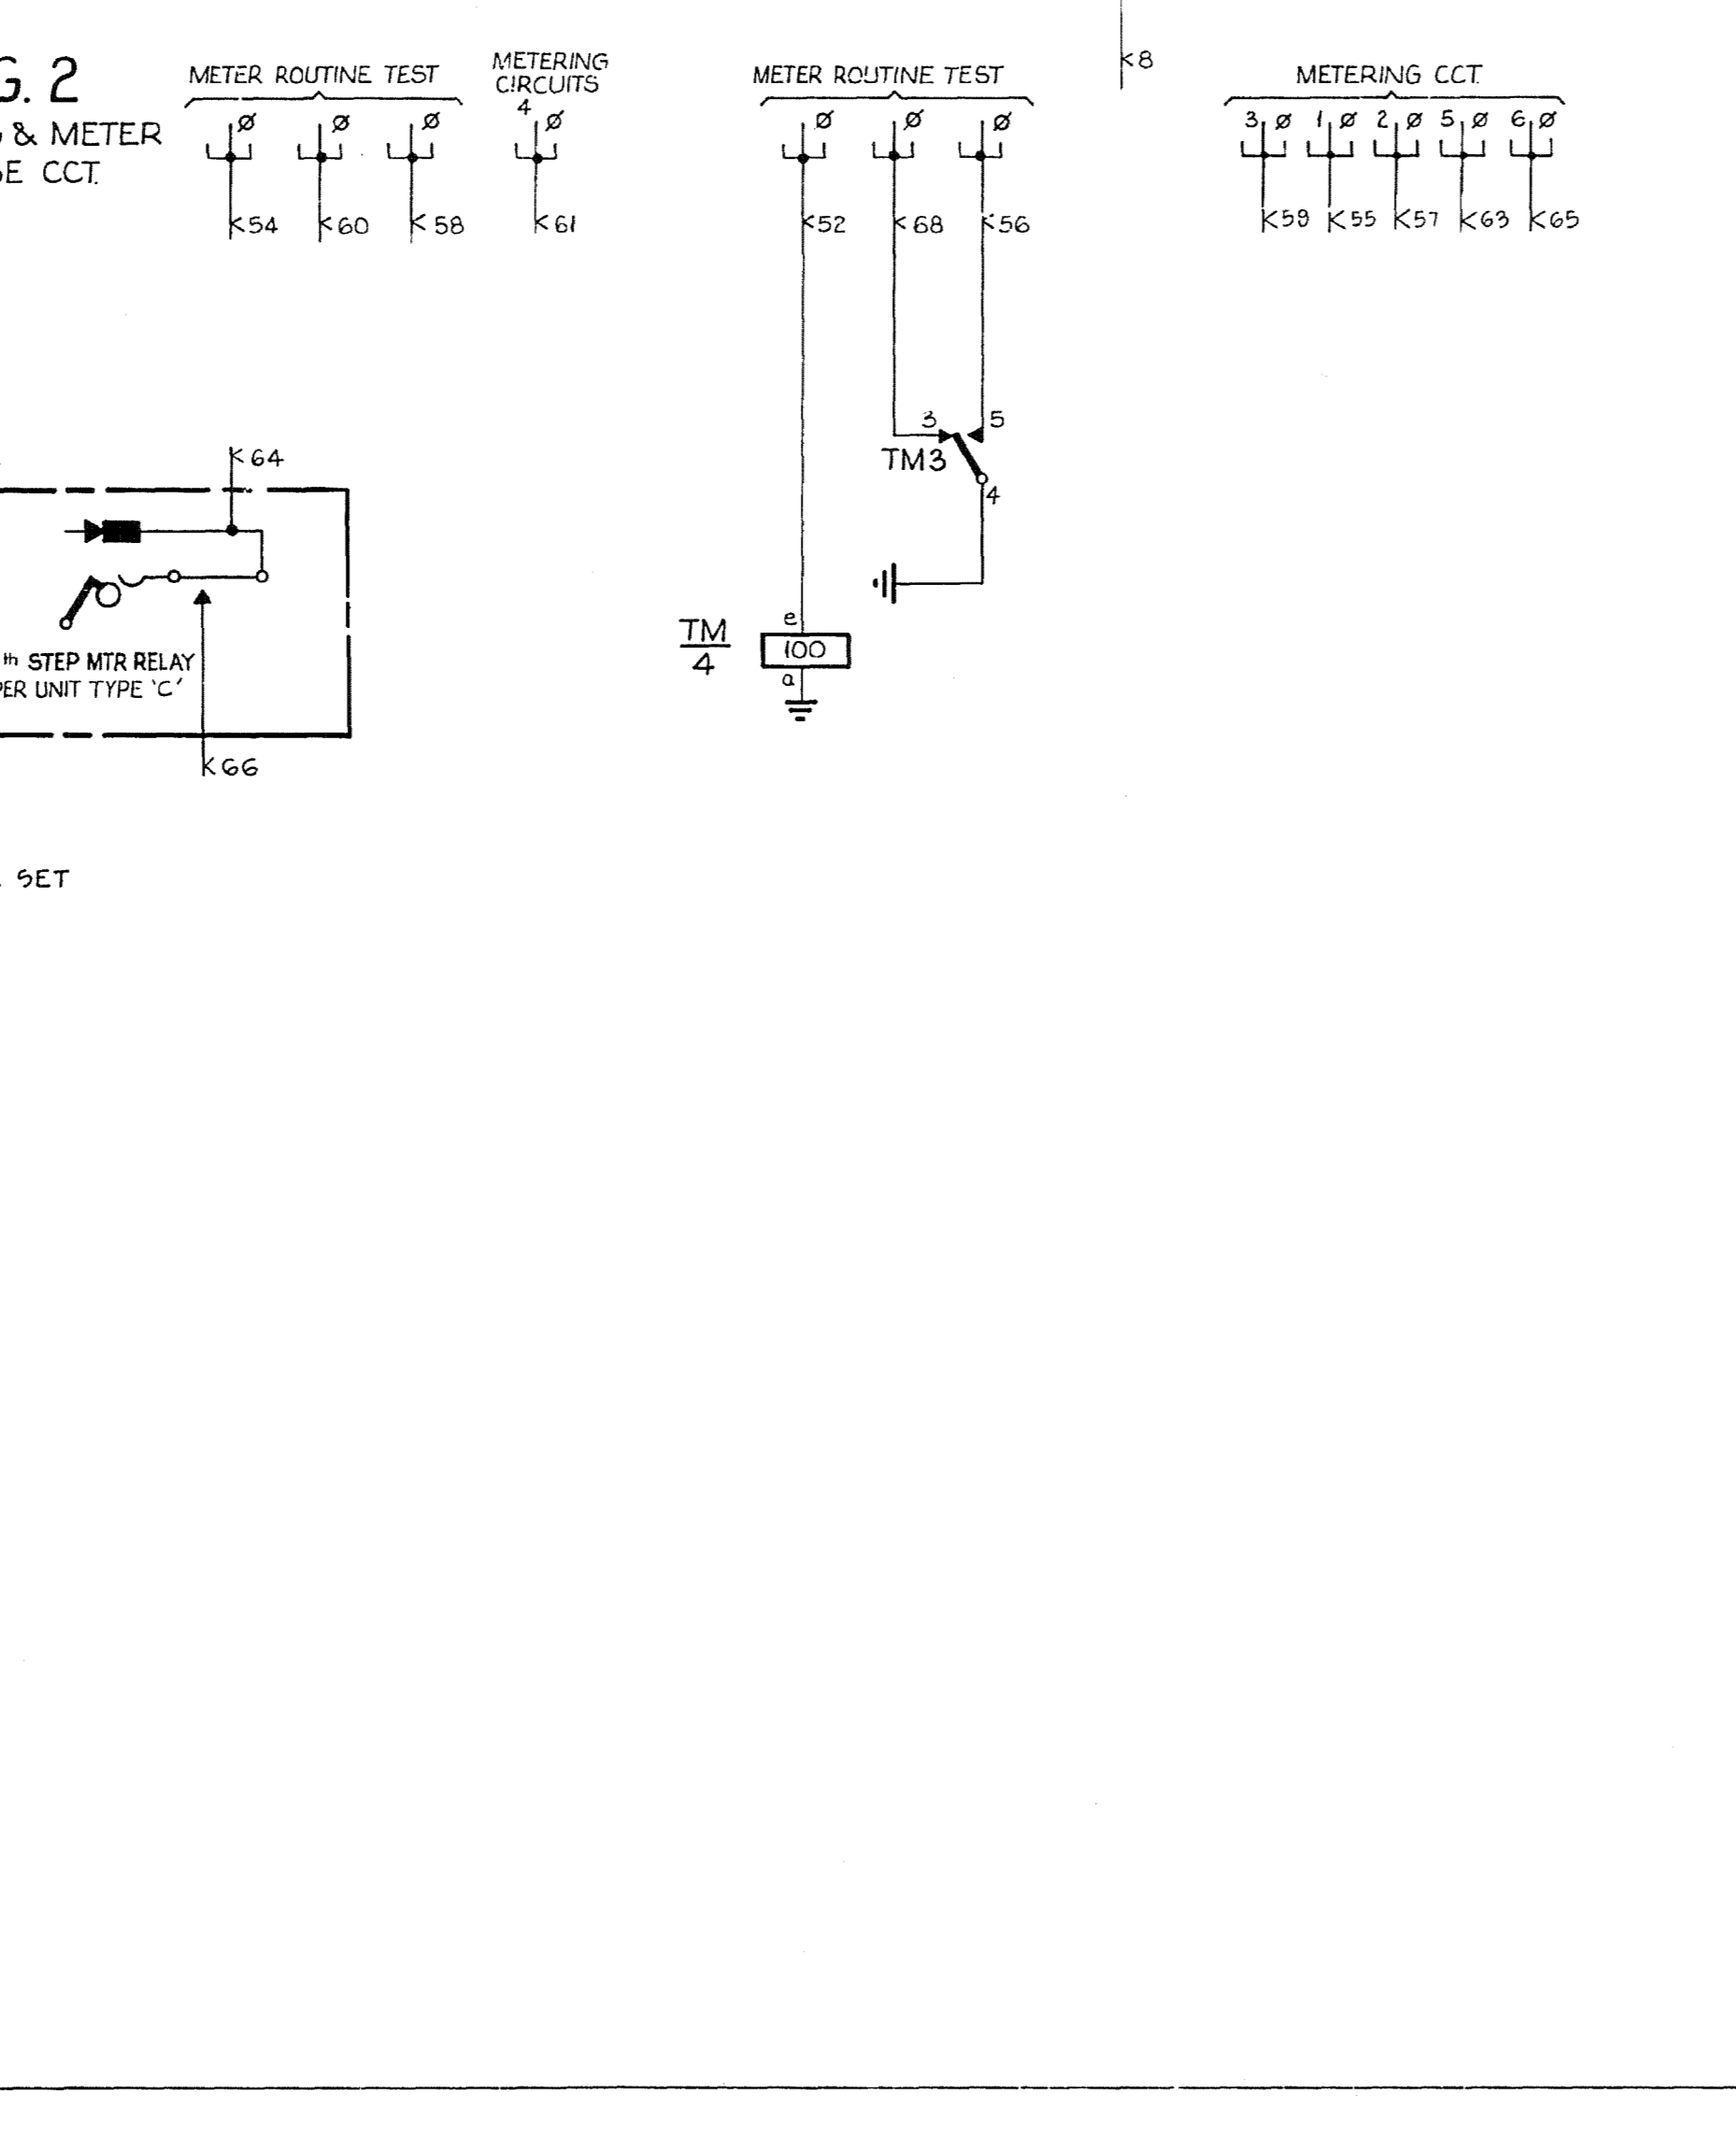 G. 2
& METER
SE CCT.
METER ROUTINE TEST
Ø Ø Ø
K54 K60 K58
METERING
CIRCUITS
4 Ø
K61
METER ROUTINE TEST
Ø Ø Ø
K52 K68 K56
K8
METERING CCT.
3 Ø 1 Ø 2 Ø 5 Ø 6 Ø
K59 K55 K57 K63 K65
3 5
TM3
4
K64
th STEP MTR RELAY
PER UNIT TYPE 'C'
K66
TM
4
e
100
a
SET